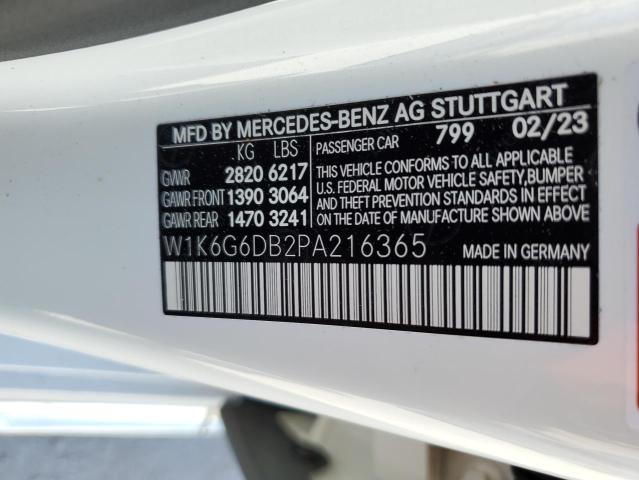 MFD BY MERCEDES-BENZ AG STUTTGART
KG LBS PASSENGER CAR 799 02/23
GVWR 2820 6217
GAWR FRONT 1390 3064
GAWR REAR 1470 3241
THIS VEHICLE CONFORMS TO ALL APPLICABLE
U.S. FEDERAL MOTOR VEHICLE SAFETY, BUMPER
AND THEFT PREVENTION STANDARDS IN EFFECT
ON THE DATE OF MANUFACTURE SHOWN ABOVE
W1K6G6DB2PA216365 MADE IN GERMANY